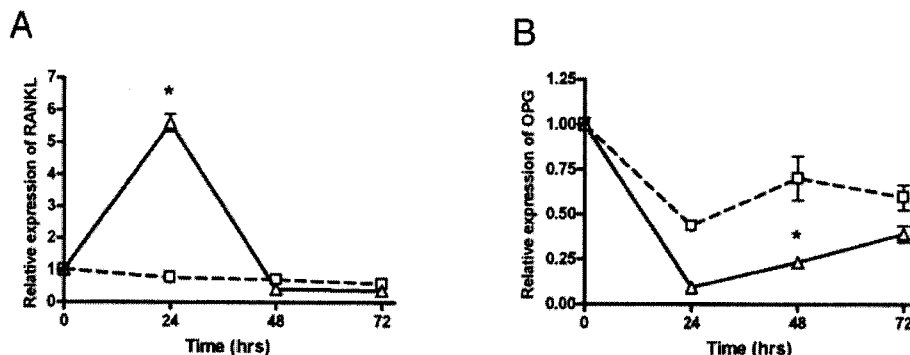 A
Relative expression of RANKL
7
6
5
4
3
2
1
0
*
0 24 48 72
Time (hrs)
B
Relative expression of OPG
1.25
1.00
0.75
0.50
0.25
0.00
*
0 24 48 72
Time (hrs)